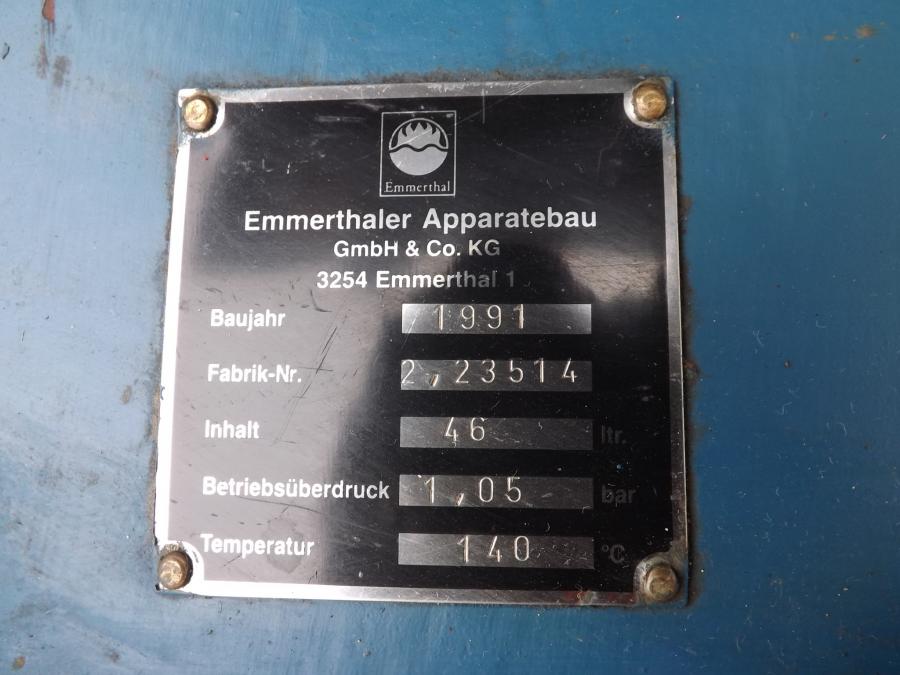 Emmerthal
Emmerthaler Apparatebau
GmbH & Co. KG
3254 Emmerthal 1
Baujahr 1991
Fabrik-Nr. 2,23514
Inhalt 46 ltr.
Betriebsüberdruck 1,05 bar
Temperatur 140 °C